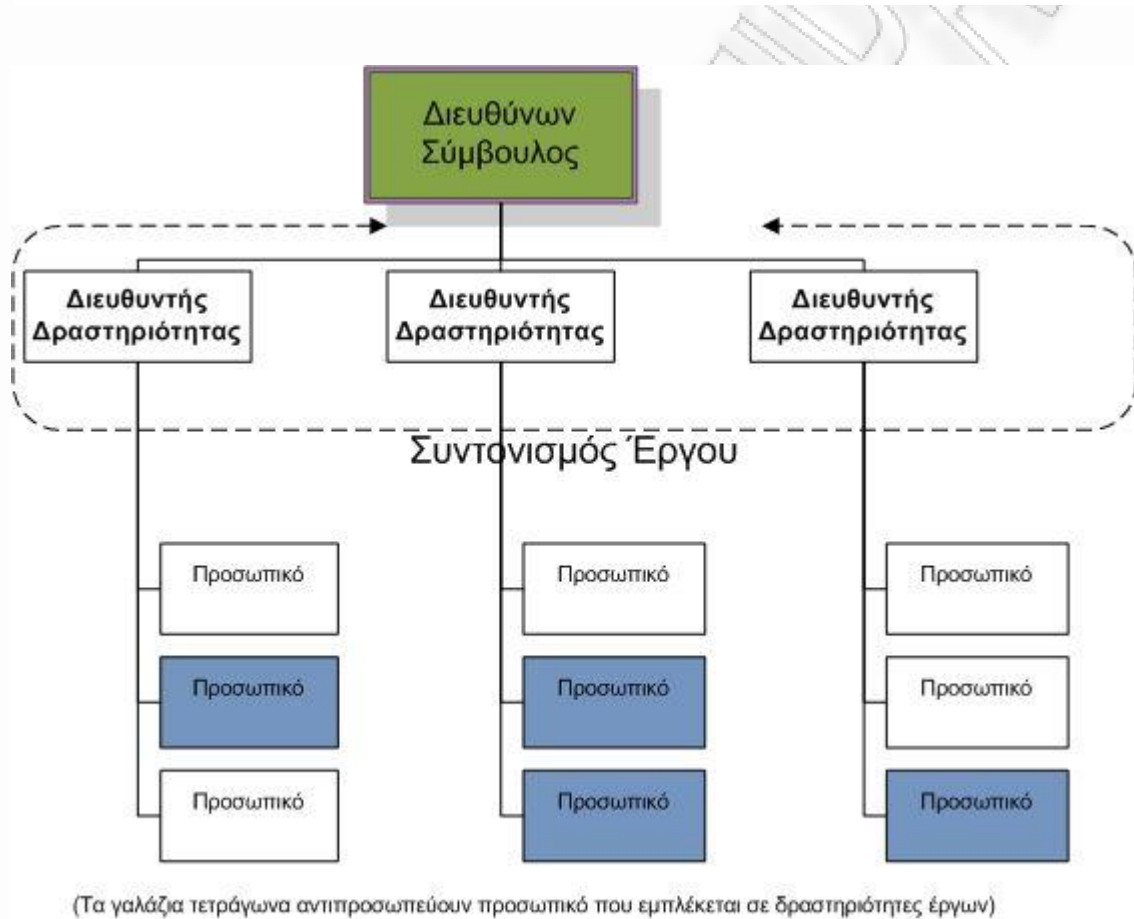 Διευθύνων
Σύμβουλος
Διευθυντής
Δραστηριότητας
Διευθυντής
Δραστηριότητας
Διευθυντής
Δραστηριότητας
Συντονισμός Έργου
Προσωπικό
Προσωπικό
Προσωπικό
Προσωπικό
Προσωπικό
Προσωπικό
Προσωπικό
Προσωπικό
Προσωπικό
(Τα γαλάζια τετράγωνα αντιπροσωπεύουν προσωπικό που εμπλέκεται σε δραστηριότητες έργων)